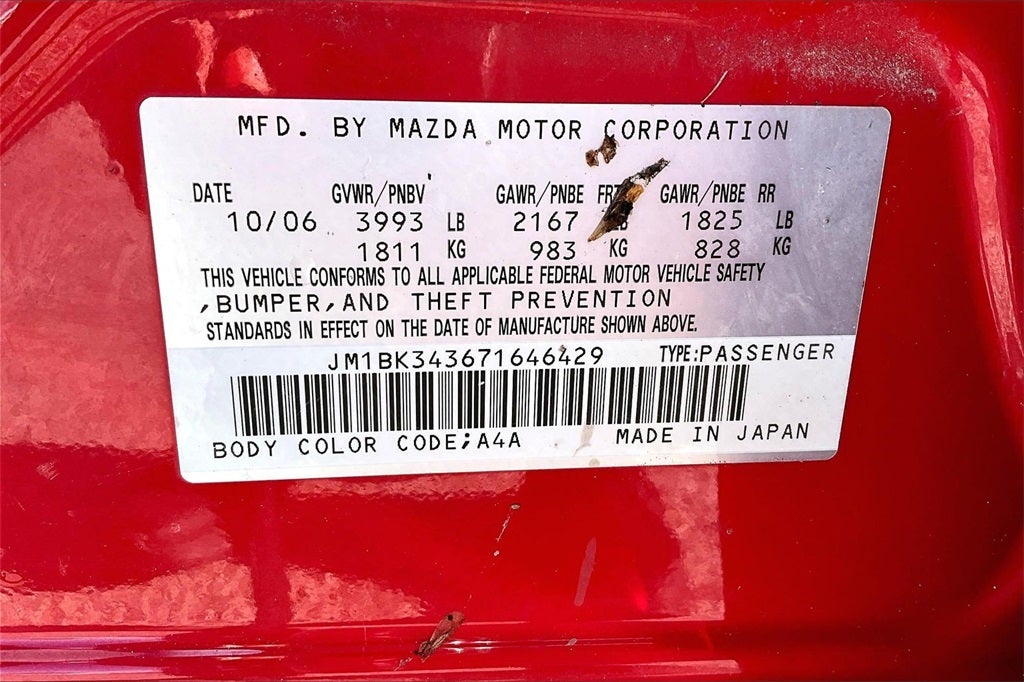 MFD. BY MAZDA MOTOR CORPORATION
DATE GVWR/PNBV GAWR/PNBE GAWR/PNBE RR
10/06 3993 LB 2167 1825 LB
1811 KG 983 KG 828 KG
THIS VEHICLE CONFORMS TO ALL APPLICABLE FEDERAL MOTOR VEHICLE SAFETY
,BUMPER,AND THEFT PREVENTION
STANDARDS IN EFFECT ON THE DATE OF MANUFACTURE SHOWN ABOVE.
JM1BK343671646429 TYPE:PASSENGER
BODY COLOR CODE;A4A MADE IN JAPAN